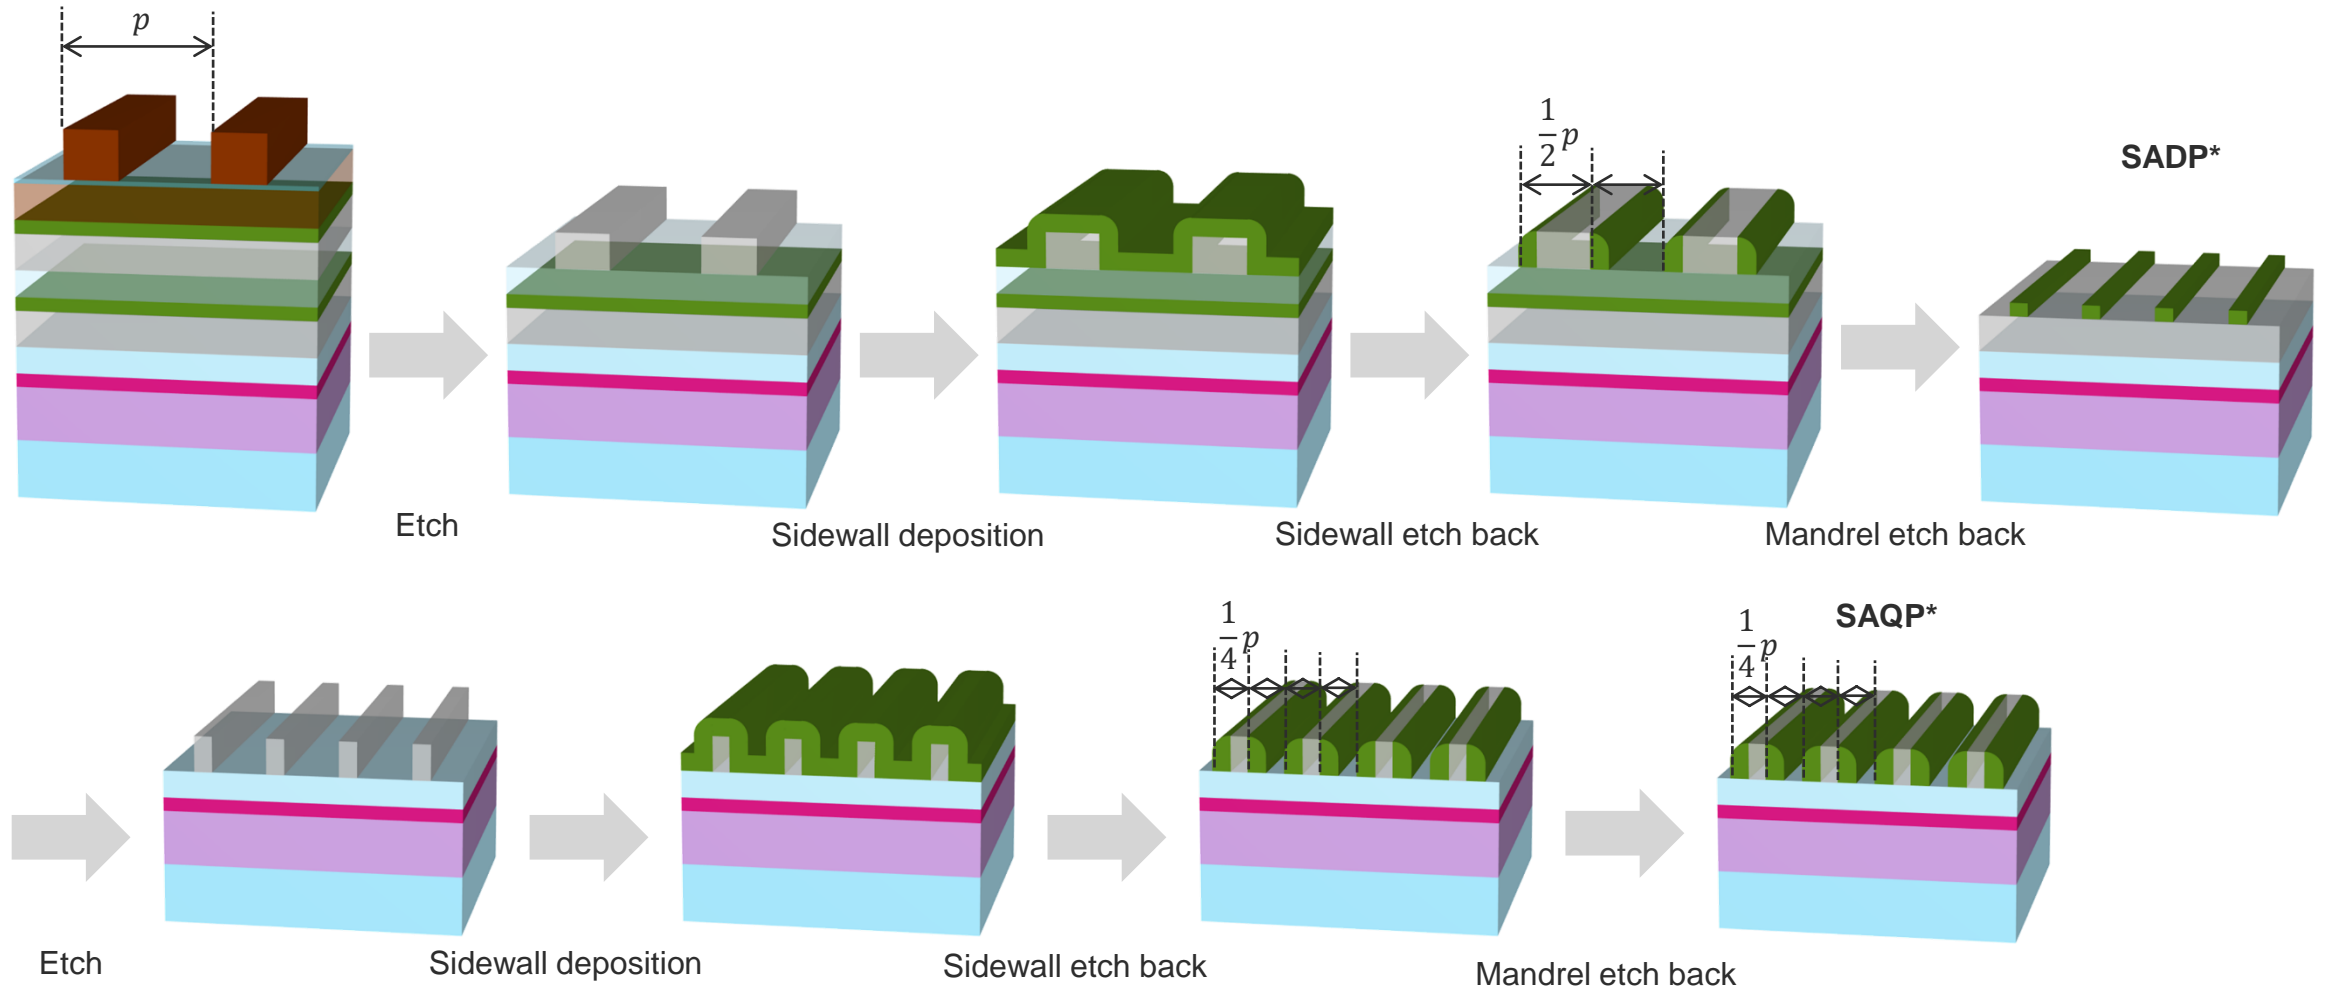 p
1/2 p
SADP*
Etch
Sidewall deposition
Sidewall etch back
Mandrel etch back
1/4 p
1/4 p
SAQP*
Etch
Sidewall deposition
Sidewall etch back
Mandrel etch back